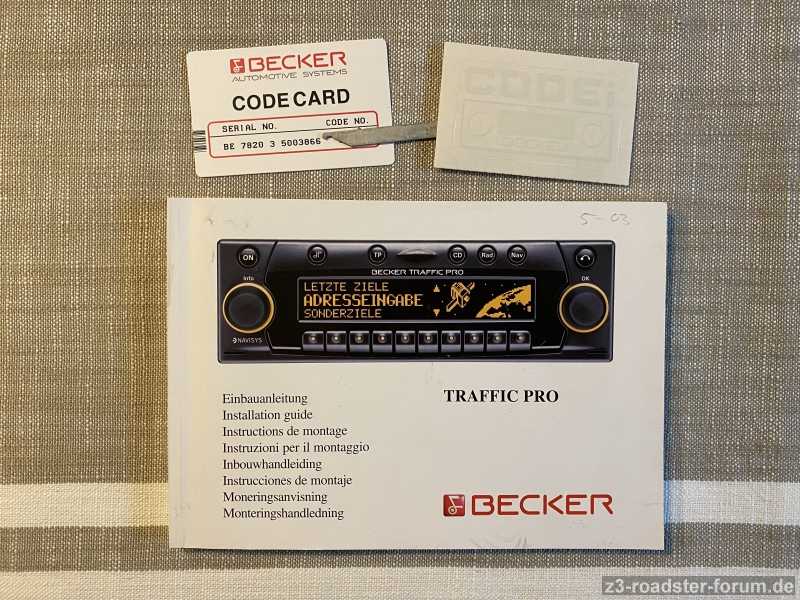 BECKER
AUTOMOTIVE SYSTEMS
CODE CARD
SERIAL NO. CODE NO.
BE 7820 3 5003866
CODE
5-03
ON
TP
CD
Rad
Nav
BECKER TRAFFIC PRO
Info
OK
LETZTE ZIELE
ADRESSEINGABE
SONDERZIELE
NAVISYS
Einbauanleitung
Installation guide
Instructions de montage
Instruzioni per il montaggio
Inbouwhandleiding
Instrucciones de montaje
Moneringsanvisning
Monteringshandledning
TRAFFIC PRO
BECKER
z3-roadster-forum.de